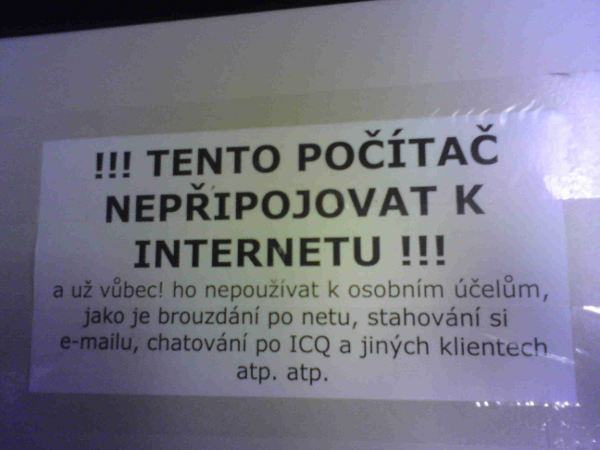 !!! TENTO POČÍTAČ
NEPŘIPOJOVAT K
INTERNETU !!!
a už vůbec! ho nepoužívat k osobním účelům,
jako je brouzdání po netu, stahování si
e-mailu, chatování po ICQ a jiných klientech
atp. atp.